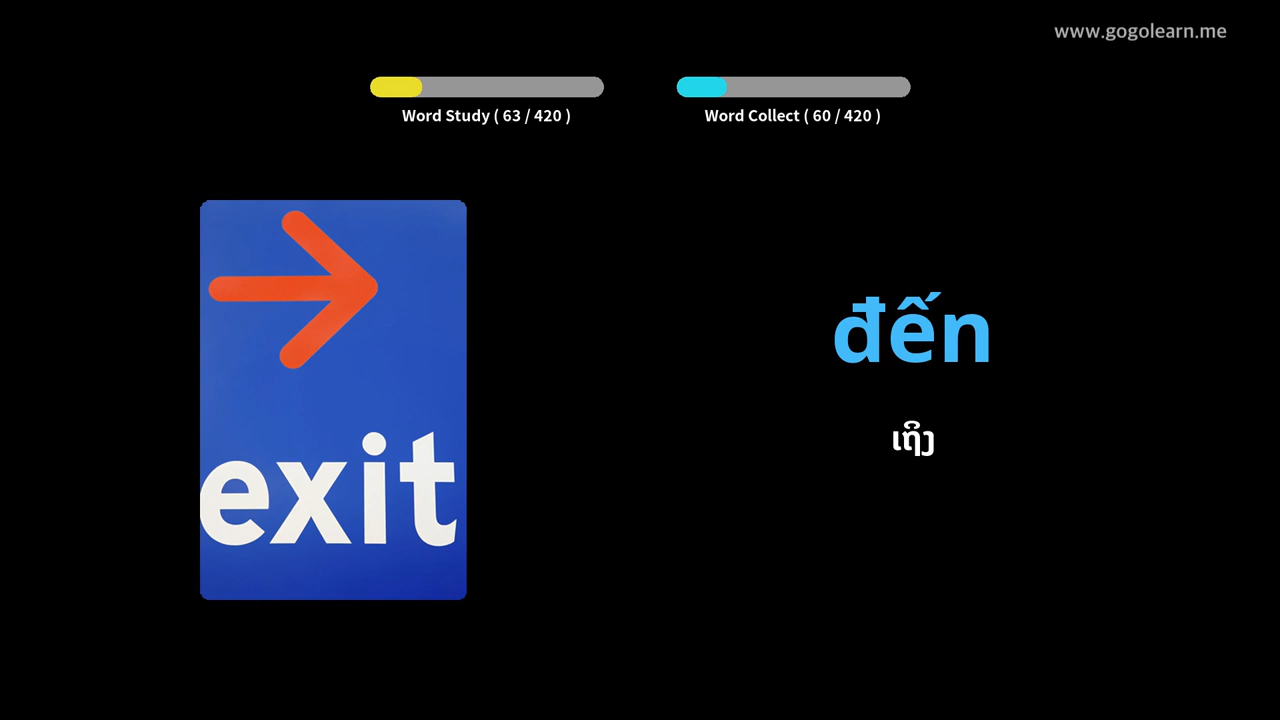 www.gogolearn.me
Word Study ( 63 / 420 )
Word Collect ( 60 / 420 )
exit
đến
ເຖິງ